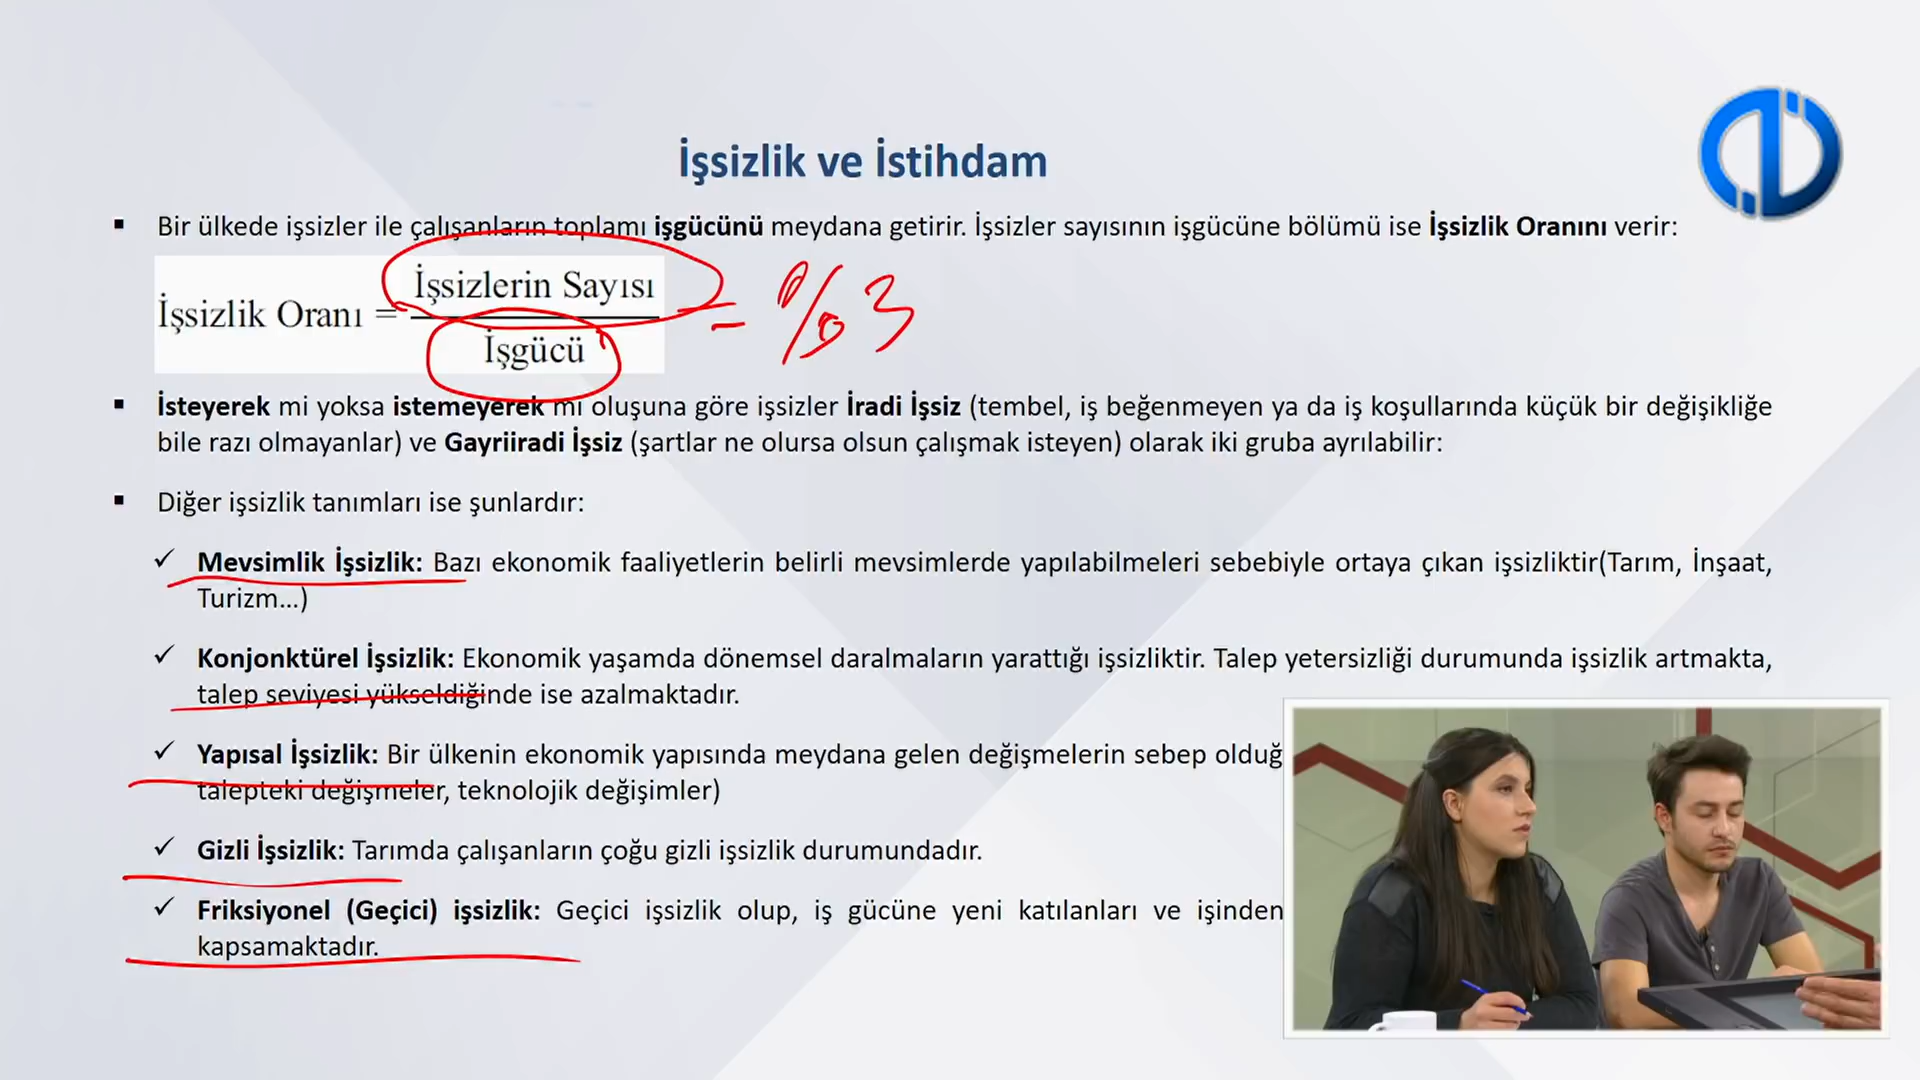 İşsizlik ve İstihdam
Bir ülkede işsizler ile çalışanların toplamı işgücünü meydana getirir. İşsizler sayısının işgücüne bölümü ise İşsizlik Oranını verir:
İşsizlik Oranı = İşsizlerin Sayısı = %3
İşgücü
İsteyerek mi yoksa istemeyerek mi oluşuna göre işsizler İradi İşsiz (tembel, iş beğenmeyen ya da iş koşullarında küçük bir değişikliğe
bile razı olmayanlar) ve Gayriiradi İşsiz (şartlar ne olursa olsun çalışmak isteyen) olarak iki gruba ayrılabilir:
Diğer işsizlik tanımları ise şunlardır:
Mevsimlik İşsizlik: Bazı ekonomik faaliyetlerin belirli mevsimlerde yapılabilmeleri sebebiyle ortaya çıkan işsizliktir(Tarım, İnşaat,
Turizm...)
Konjonktürel İşsizlik: Ekonomik yaşamda dönemsel daralmaların yarattığı işsizliktir. Talep yetersizliği durumunda işsizlik artmakta,
talep seviyesi yükseldiğinde ise azalmaktadır.
Yapısal İşsizlik: Bir ülkenin ekonomik yapısında meydana gelen değişmelerin sebep
talepteki değişmeler, teknolojik değişimler)
Gizli İşsizlik: Tarımda çalışanların çoğu gizli işsizlik durumundadır.
Friksiyonel (Geçici) işsizlik: Geçici işsizlik olup, iş gücüne yeni katılanları ve işinden
kapsamaktadır.